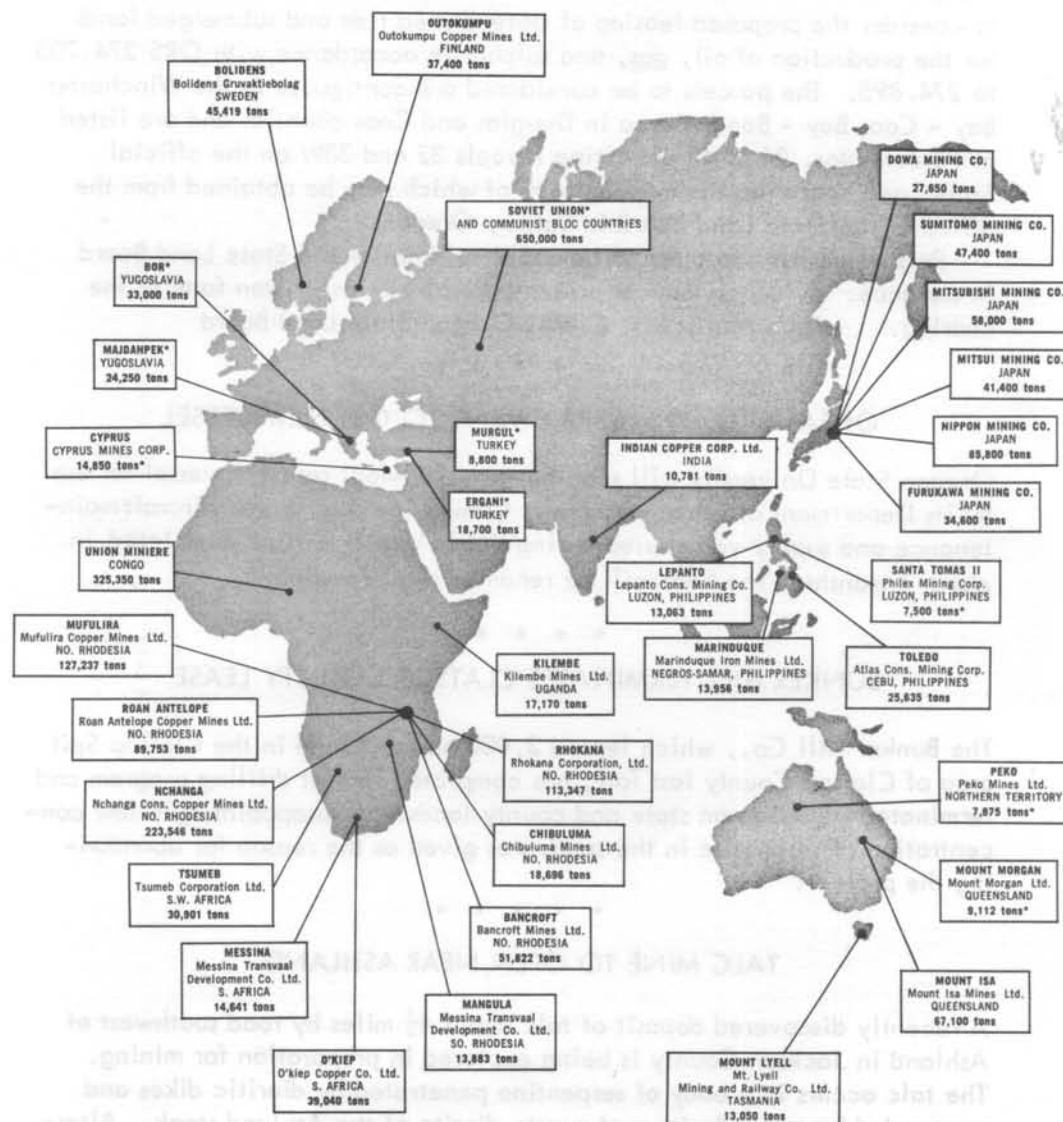 OUTOKUMPU
Outokumpu Copper Mines Ltd.
FINLAND
37,400 tons
BOLIDENS
Bolidens Gruvaktiebolag
SWEDEN
45,419 tons
DOWA MINING CO.
JAPAN
27,650 tons
SOVIET UNION*
AND COMMUNIST BLOC COUNTRIES
650,000 tons
SUMITOMO MINING CO.
JAPAN
47,400 tons
BOR*
YUGOSLAVIA
33,000 tons
MITSUBISHI MINING CO.
JAPAN
58,000 tons
MAJDANPEK*
YUGOSLAVIA
24,250 tons
MITSUI MINING CO.
JAPAN
41,400 tons
CYPRUS
CYPRUS MINES CORP.
14,850 tons*
MURGUL*
TURKEY
8,800 tons
INDIAN COPPER CORP. Ltd.
INDIA
10,791 tons
NIPPON MINING CO.
JAPAN
85,800 tons
ERGANI*
TURKEY
18,700 tons
FURUKAWA MINING CO.
JAPAN
34,600 tons
UNION MINIERE
CONGO
325,350 tons
LEPANTO
Lepanto Cons. Mining Co.
LUZON, PHILIPPINES
13,063 tons
SANTA TOMAS II
Philex Mining Corp.
LUZON, PHILIPPINES
7,500 tons*
MUFULIRA
Mufulira Copper Mines Ltd.
NO. RHODESIA
127,237 tons
KILEMBE
Kilembe Mines Ltd.
UGANDA
17,170 tons
MARINDUQUE
Marinduque Iron Mines Ltd.
NEGROS-SAMAR, PHILIPPINES
13,956 tons
TOLEDO
Atlas Cons. Mining Corp.
CEBU, PHILIPPINES
25,635 tons
ROAN ANTELOPE
Roan Antelope Copper Mines Ltd.
NO. RHODESIA
89,753 tons
RHOKANA
Rhokana Corporation, Ltd.
NO. RHODESIA
113,347 tons
PEKO
Peko Mines Ltd.
NORTHERN TERRITORY
7,875 tons*
NCHANGA
Nchanga Cons. Copper Mines Ltd.
NO. RHODESIA
223,546 tons
CHIBULUMA
Chibuluma Mines Ltd.
NO. RHODESIA
18,696 tons
TSUMEB
Tsumeb Corporation Ltd.
S.W. AFRICA
30,901 tons
MOUNT MORGAN
Mount Morgan Ltd.
QUEENSLAND
9,112 tons*
BANCROFT
Bancroft Mines Ltd.
NO. RHODESIA
51,822 tons
MESSINA
Messina Transvaal
Development Co. Ltd.
S. AFRICA
14,641 tons
MOUNT ISA
Mount Isa Mines Ltd.
QUEENSLAND
67,100 tons
MANGULA
Messina Transvaal
Development Co. Ltd.
SO. RHODESIA
13,883 tons
O'KIEP
O'kiep Copper Co. Ltd.
S. AFRICA
39,040 tons
MOUNT LYELL
Mt. Lyell
Mining and Railway Co. Ltd.
TASMANIA
13,050 tons